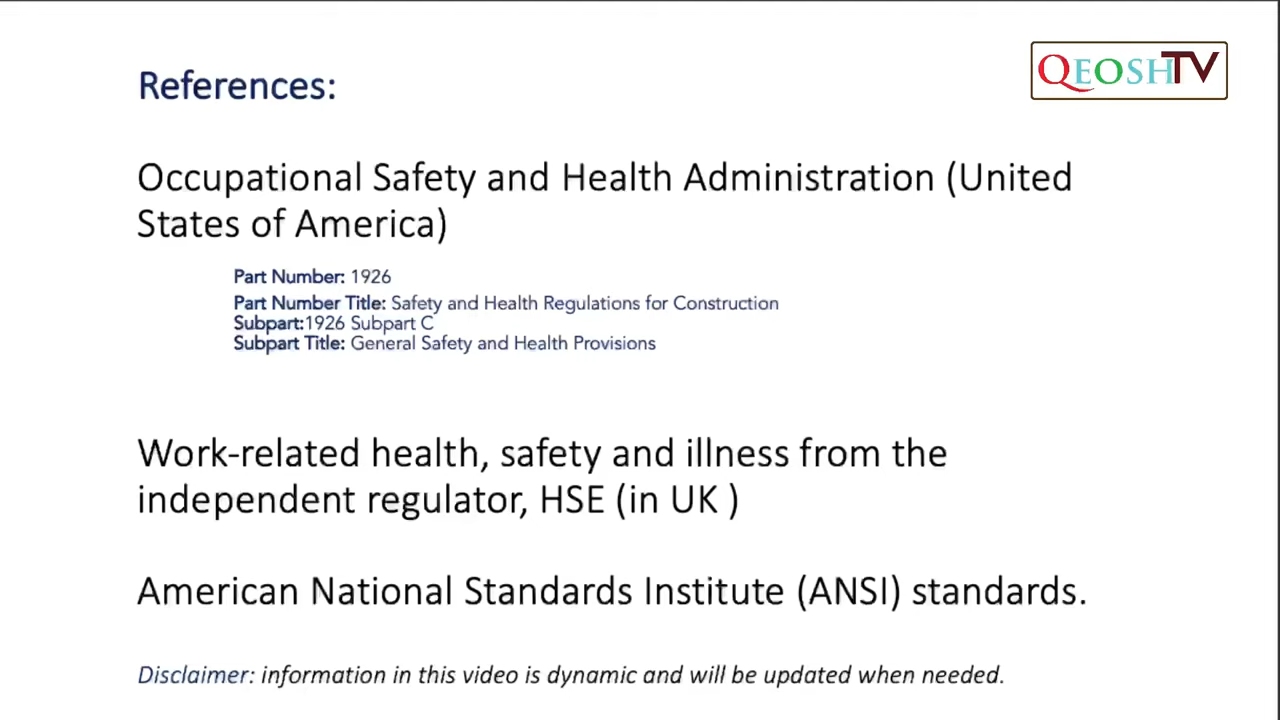 QEOSHTV
References:
Occupational Safety and Health Administration (United
States of America)
Part Number: 1926
Part Number Title: Safety and Health Regulations for Construction
Subpart:1926 Subpart C
Subpart Title: General Safety and Health Provisions
Work-related health, safety and illness from the
independent regulator, HSE (in UK )
American National Standards Institute (ANSI) standards.
Disclaimer: information in this video is dynamic and will be updated when needed.